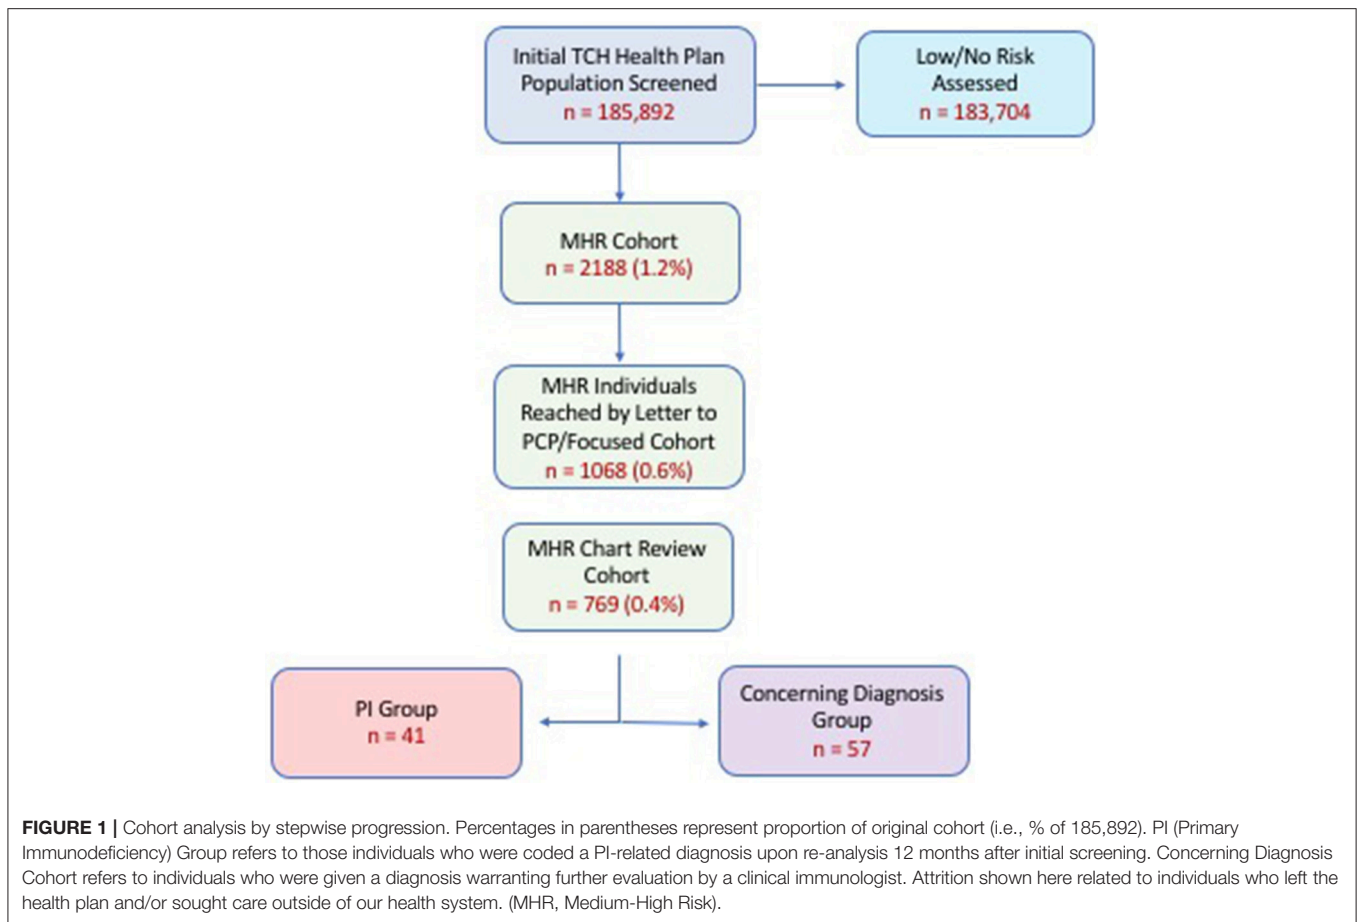 Initial TCH Health Plan
Population Screened
n = 185,892
Low/No Risk
Assessed
n = 183,704
MHR Cohort
n = 2188 (1.2%)
MHR Individuals
Reached by Letter to
PCP/Focused Cohort
n = 1068 (0.6%)
MHR Chart Review
Cohort
n = 769 (0.4%)
PI Group
n = 41
Concerning Diagnosis
Group
n = 57
FIGURE 1 | Cohort analysis by stepwise progression. Percentages in parentheses represent proportion of original cohort (i.e., % of 185,892). PI (Primary
Immunodeficiency) Group refers to those individuals who were coded a PI-related diagnosis upon re-analysis 12 months after initial screening. Concerning Diagnosis
Cohort refers to individuals who were given a diagnosis warranting further evaluation by a clinical immunologist. Attrition shown here related to individuals who left the
health plan and/or sought care outside of our health system. (MHR, Medium-High Risk).